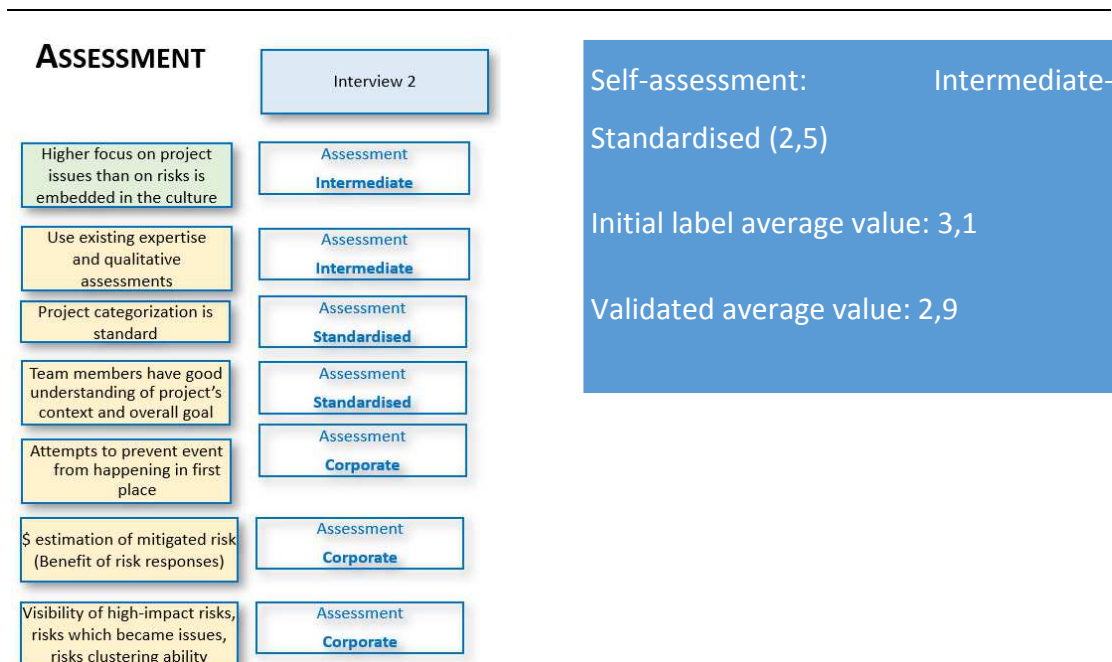 ASSESSMENT
Interview 2
Higher focus on project
issues than on risks is
embedded in the culture
Assessment
Intermediate
Use existing expertise
and qualitative
assessments
Assessment
Intermediate
Project categorization is
standard
Assessment
Standardised
Team members have good
understanding of project's
context and overall goal
Assessment
Standardised
Attempts to prevent event
from happening in first
place
Assessment
Corporate
$ estimation of mitigated risk
(Benefit of risk responses)
Assessment
Corporate
Visibility of high-impact risks,
risks which became issues,
risks clustering ability
Assessment
Corporate
Self-assessment: Intermediate-
Standardised (2,5)
Initial label average value: 3,1
Validated average value: 2,9